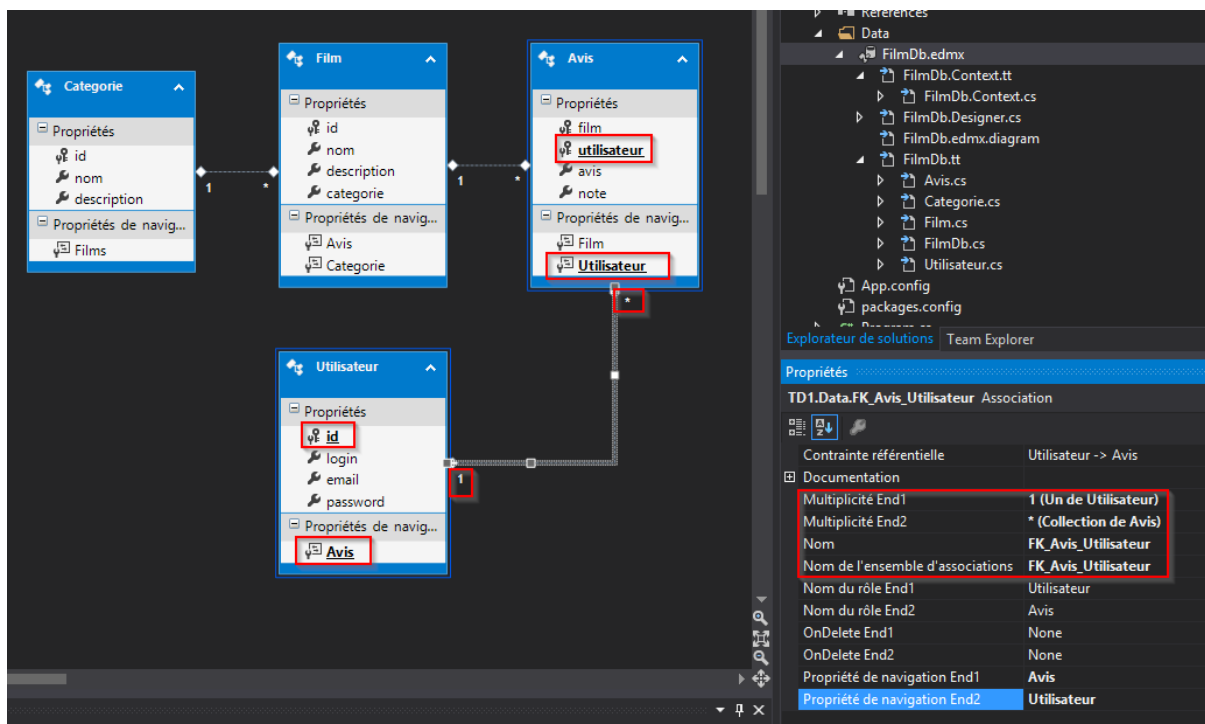 Categorie
Propriétés
id
nom
description
Propriétés de navig...
Films
1
*
Film
Propriétés
id
nom
description
categorie
Propriétés de navig...
Avis
Categorie
1
*
Avis
Propriétés
film
utilisateur
avis
note
Propriétés de navig...
Film
Utilisateur
*
Utilisateur
Propriétés
id
login
email
password
Propriétés de navig...
Avis
1
References
Data
FilmDb.edmx
FilmDb.Context.tt
FilmDb.Context.cs
FilmDb.Designer.cs
FilmDb.edmx.diagram
FilmDb.tt
Avis.cs
Categorie.cs
Film.cs
FilmDb.cs
Utilisateur.cs
App.config
packages.config
Explorateur de solutions Team Explorer
Propriétés
TD1.Data.FK_Avis_Utilisateur Association
Contrainte référentielle Utilisateur -> Avis
Documentation
Multiplicité End1 1 (Un de Utilisateur)
Multiplicité End2 * (Collection de Avis)
Nom FK_Avis_Utilisateur
Nom de l'ensemble d'associations FK_Avis_Utilisateur
Nom du rôle End1 Utilisateur
Nom du rôle End2 Avis
OnDelete End1 None
OnDelete End2 None
Propriété de navigation End1 Avis
Propriété de navigation End2 Utilisateur